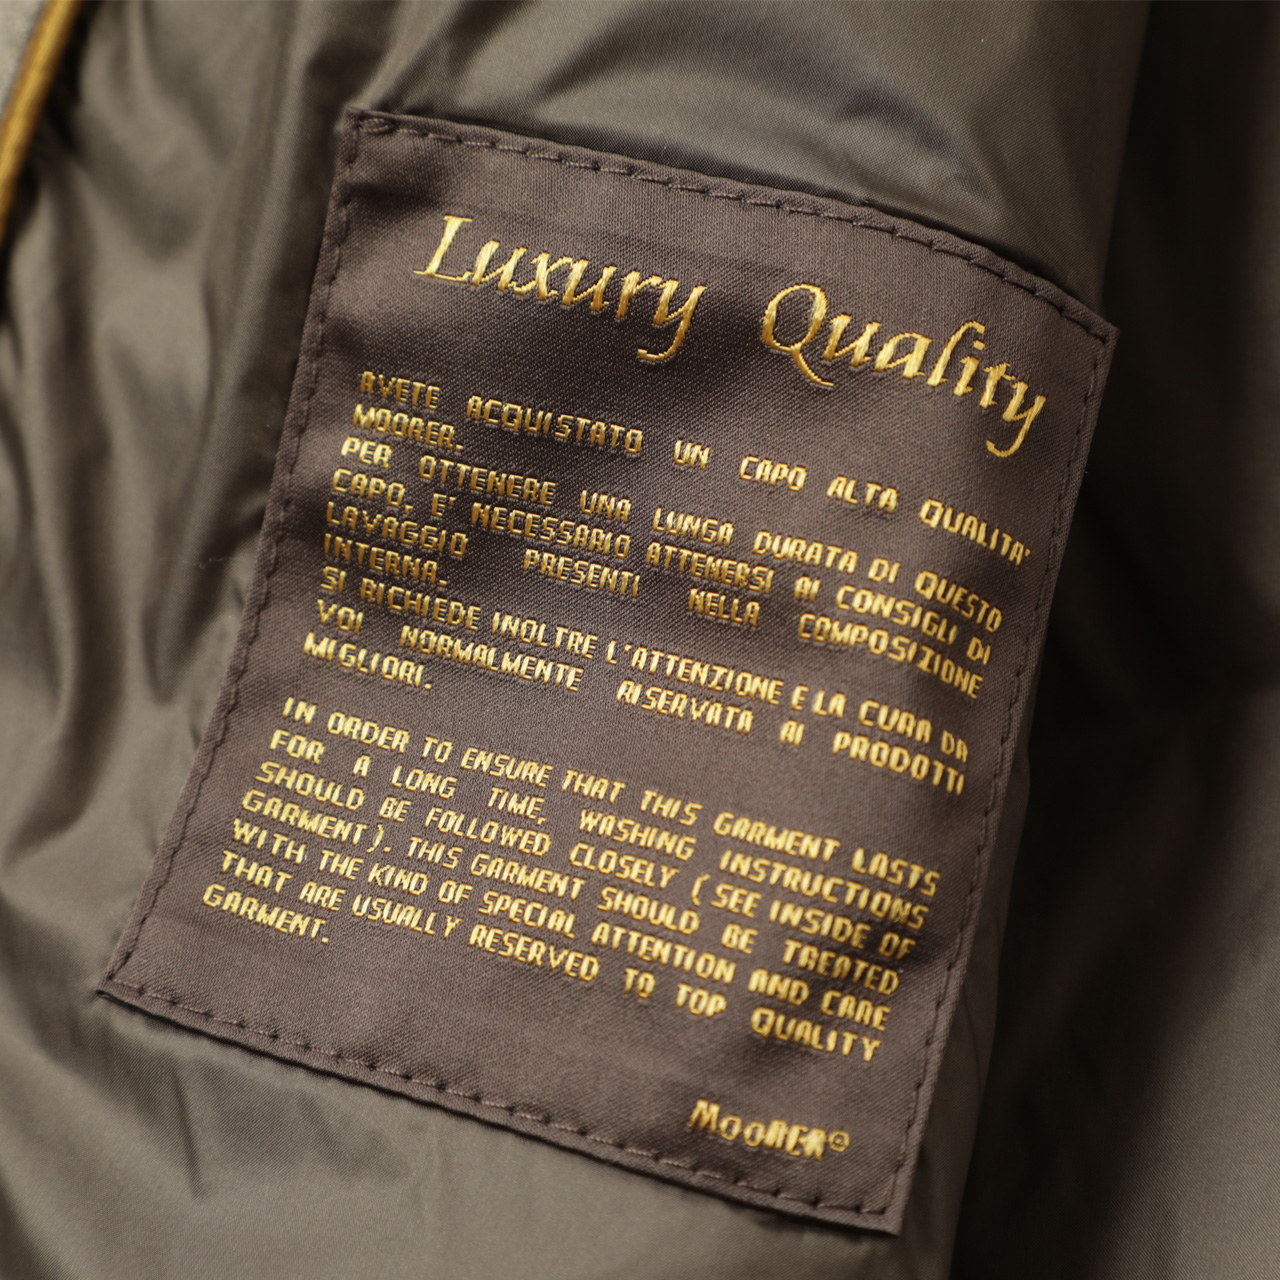 Luxury Quality
AVETE ACQUISTATO UN CAPO ALTA QUALITA'
MOORER.
PER OTTENERE UNA LUNGA DURATA DI QUESTO
CAPO, E' NECESSARIO ATTENERSI AI CONSIGLI DI
LAVAGGIO PRESENTI NELLA COMPOSIZIONE
INTERNA.
SI RICHIEDE INOLTRE L'ATTENZIONE E LA CURA DA
VOI NORMALMENTE RISERVATA AI PRODOTTI
MIGLIORI.
IN ORDER TO ENSURE THAT THIS GARMENT LASTS
FOR A LONG TIME, WASHING INSTRUCTIONS
SHOULD BE FOLLOWED CLOSELY (SEE INSIDE OF
GARMENT). THIS GARMENT SHOULD BE TREATED
WITH THE KIND OF SPECIAL ATTENTION AND CARE
THAT ARE USUALLY RESERVED TO TOP QUALITY
GARMENT.
MooRER©